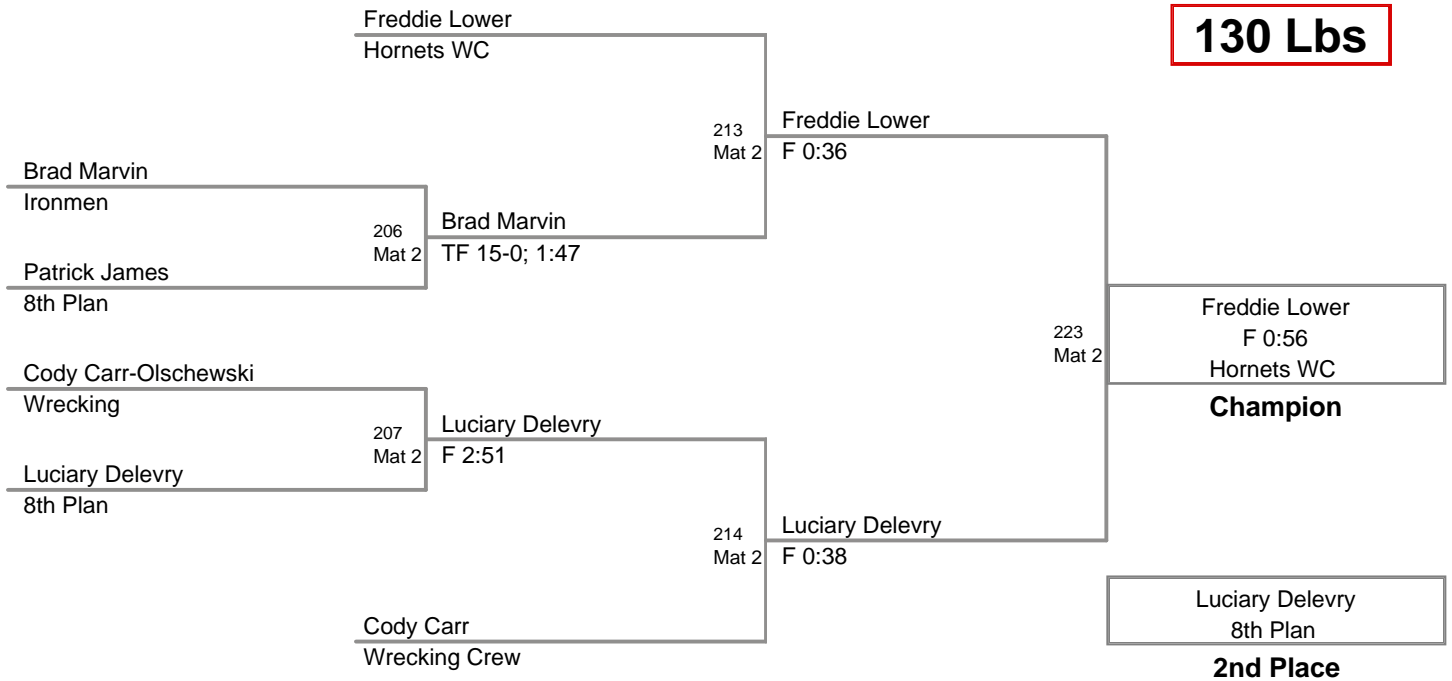 Freddie Lower
Hornets WC
130 Lbs
213
Mat 2
Freddie Lower
F 0:36
Brad Marvin
Ironmen
206
Mat 2
Brad Marvin
TF 15-0; 1:47
Patrick James
8th Plan
223
Mat 2
Freddie Lower
F 0:56
Hornets WC
Champion
Cody Carr-Olschewski
Wrecking
207
Mat 2
Luciary Delevry
F 2:51
Luciary Delevry
8th Plan
214
Mat 2
Luciary Delevry
F 0:38
Cody Carr
Wrecking Crew
Luciary Delevry
8th Plan
2nd Place